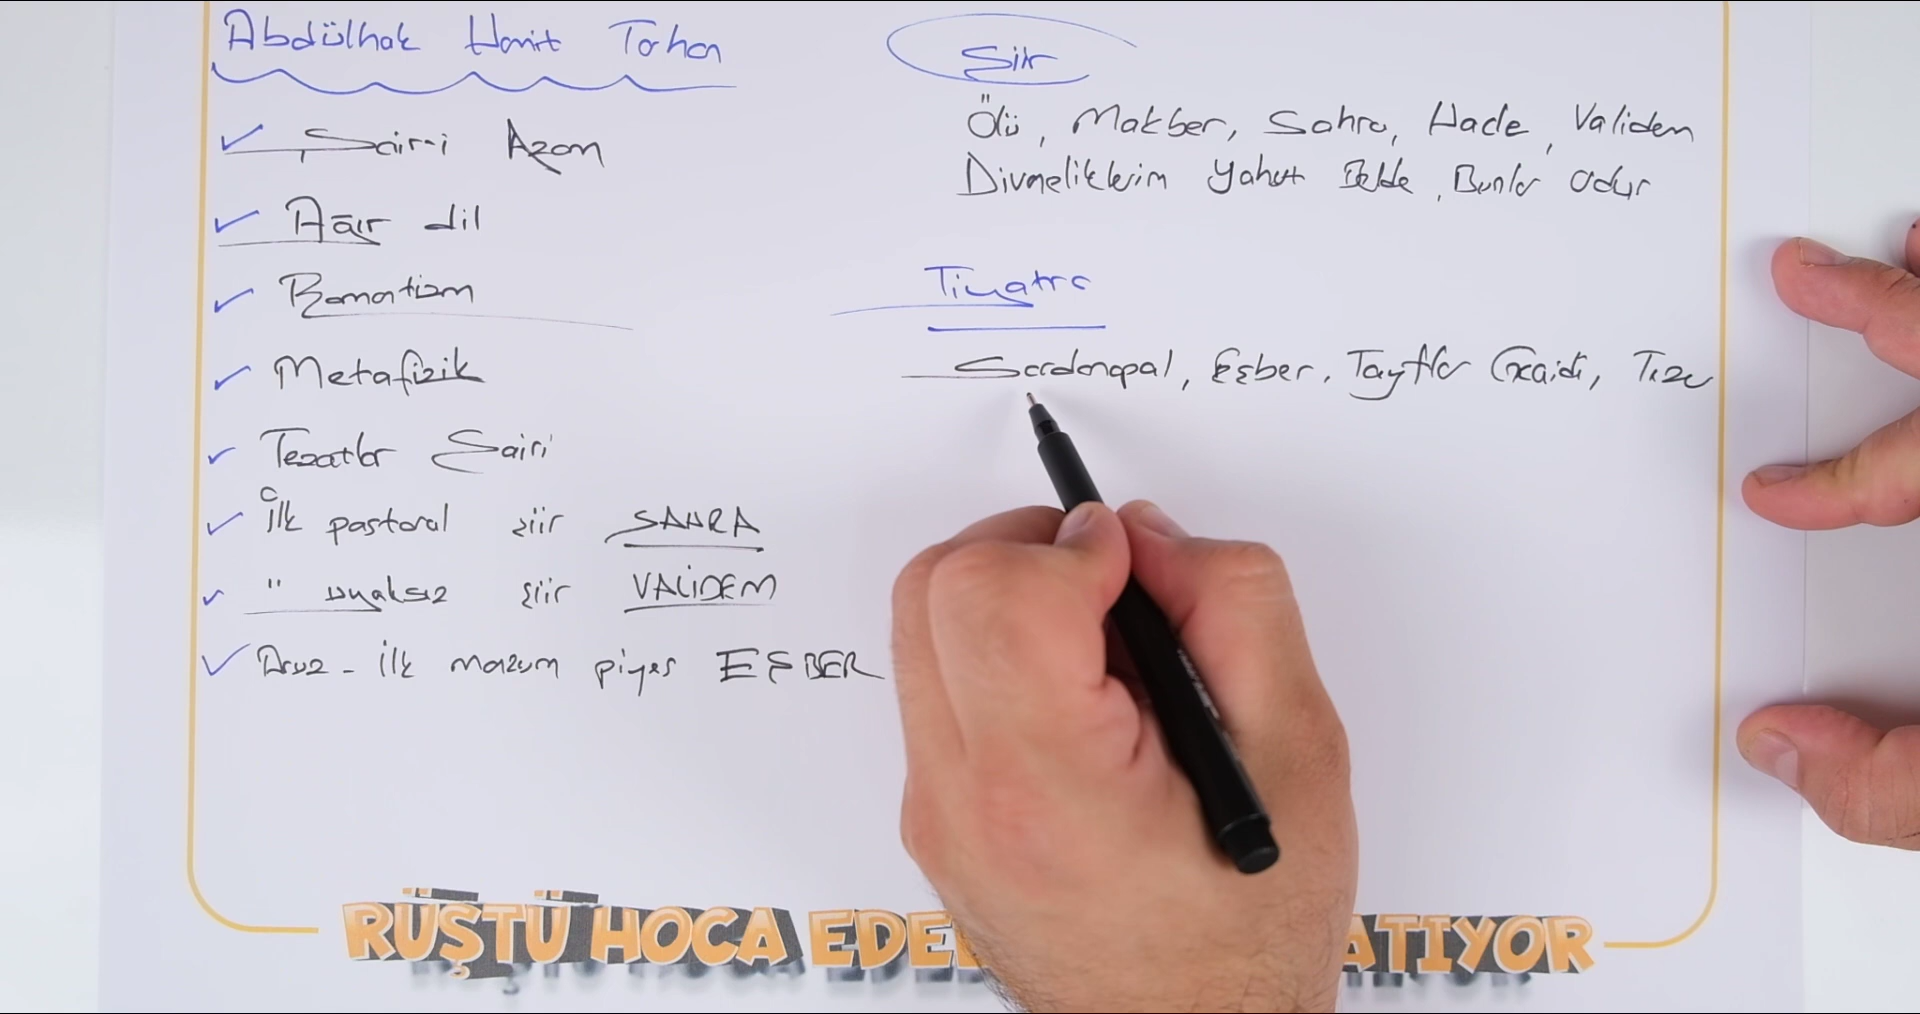 Abdülhak Hamit Tarhan
Şair-i Azam
Ağır dil
Romantizm
Metafizik
Tezatlar Şairi
İlk pastoral şiir SAHRA
" uyaksız şiir VALİDEM
Aruz - ilk manzum piyes EŞBER
Şiir
Ölü, Makber, Sahra, Hacle, Validem
Divaneliklerim Yahut Belde, Bunlar Odur
Tiyatro
Sardanapal, Eşber, Tayflar Geçidi, Tezer
RÜŞTÜ HOCA EDE ATIYOR